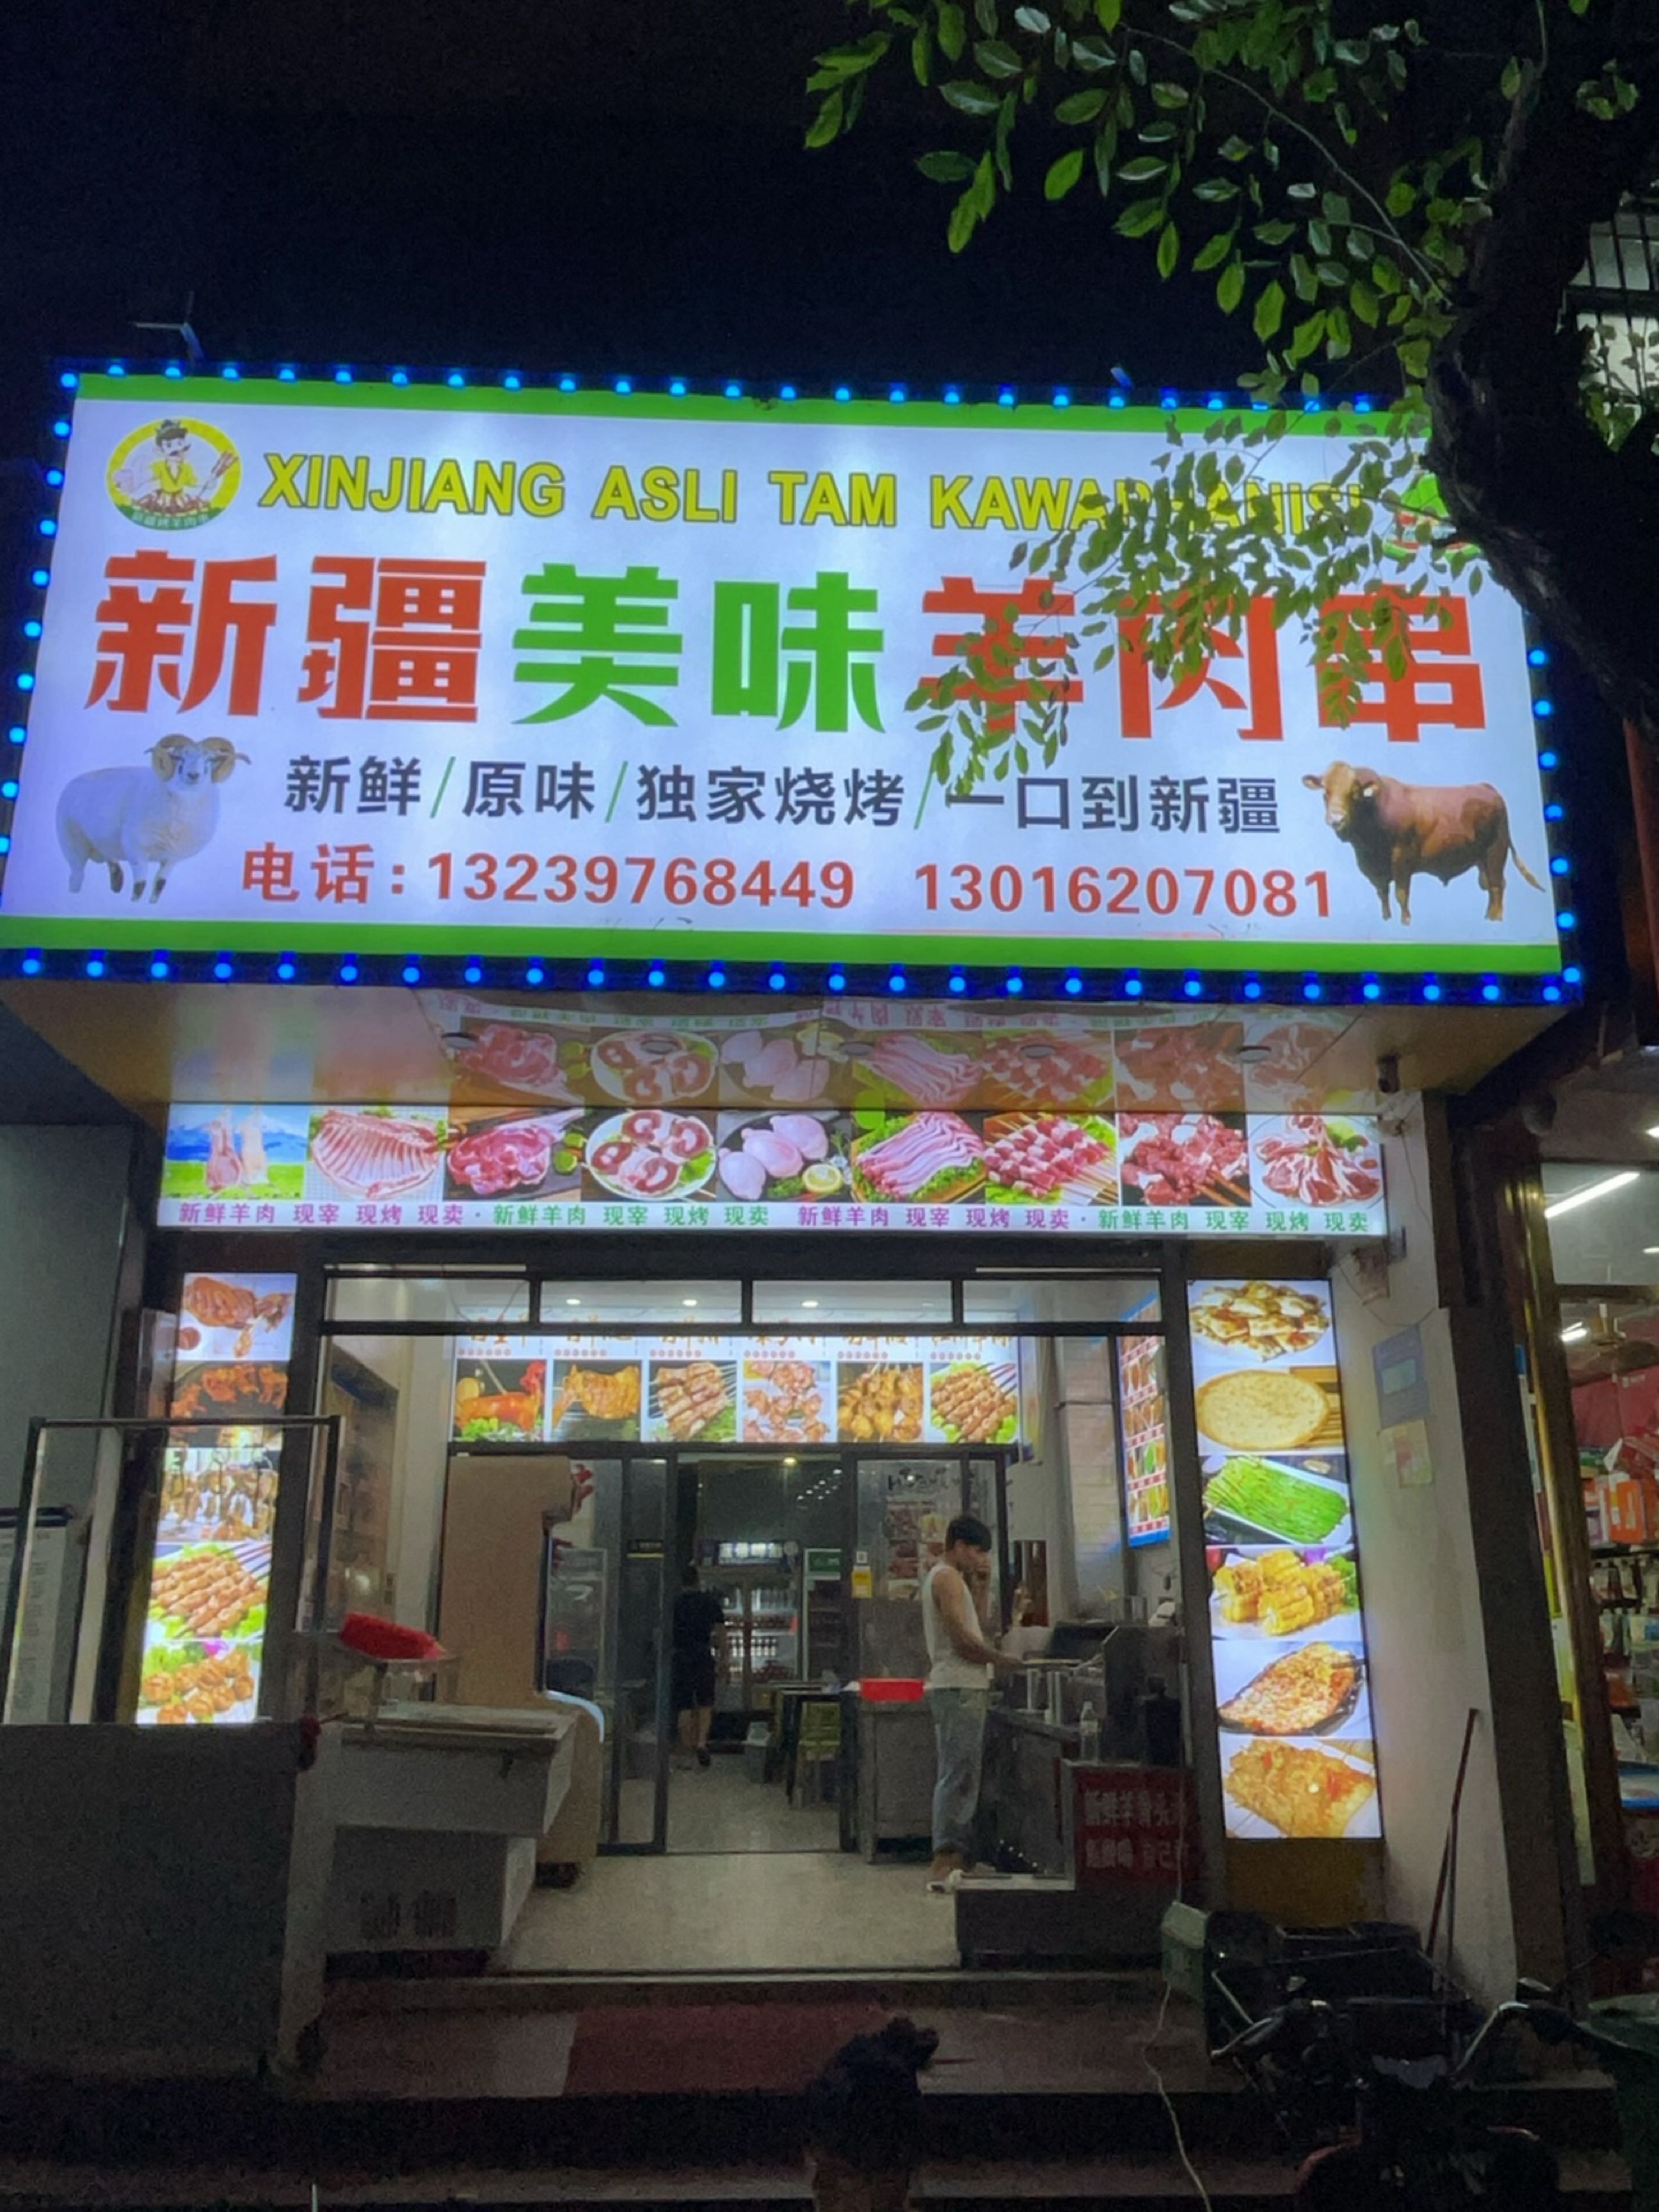 XINJIANG ASLI TAM KAWAPHANISI
新疆美味羊肉串
新鲜/原味/独家烧烤/一口到新疆
电话:13239768449 13016207081
新鲜羊肉 现宰 现烤 现卖·新鲜羊肉 现宰 现烤 现卖 新鲜羊肉 现宰 现烤 现卖·新鲜羊肉 现宰 现烤 现卖